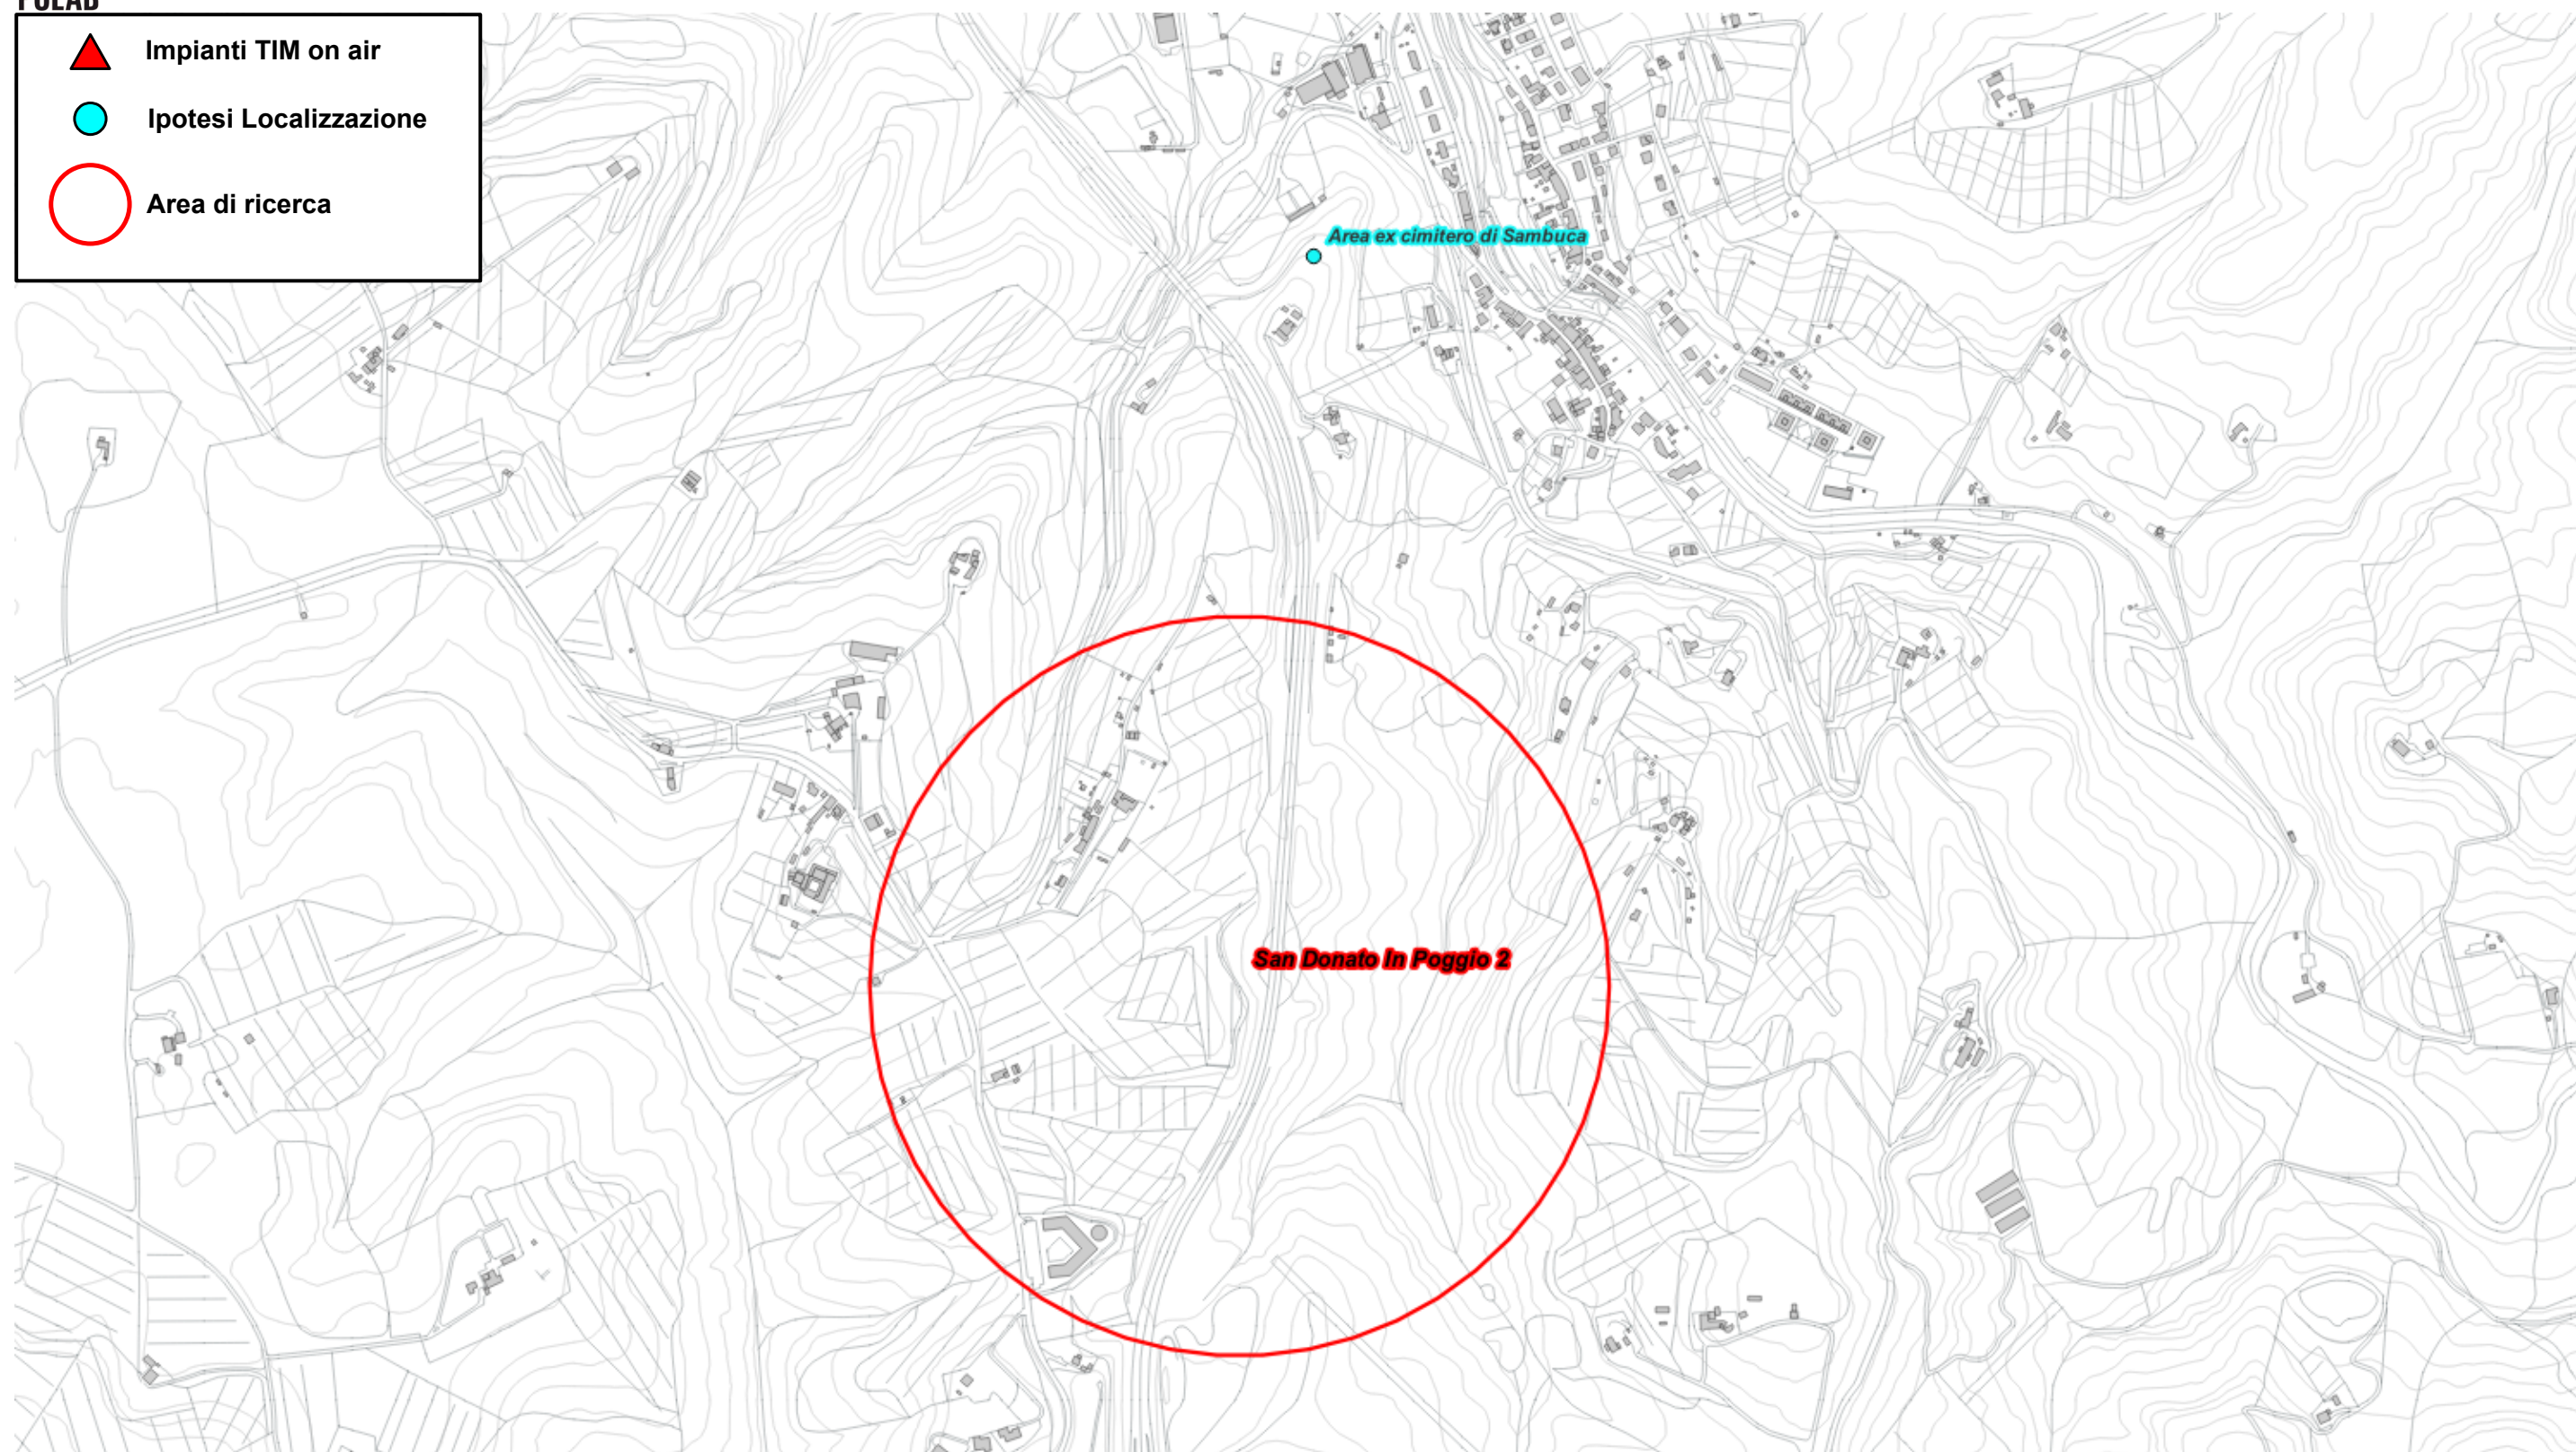 POLAB
Impianti TIM on air
Ipotesi Localizzazione
Area di ricerca
Area ex cimitero di Sambuca
San Donato In Poggio 2